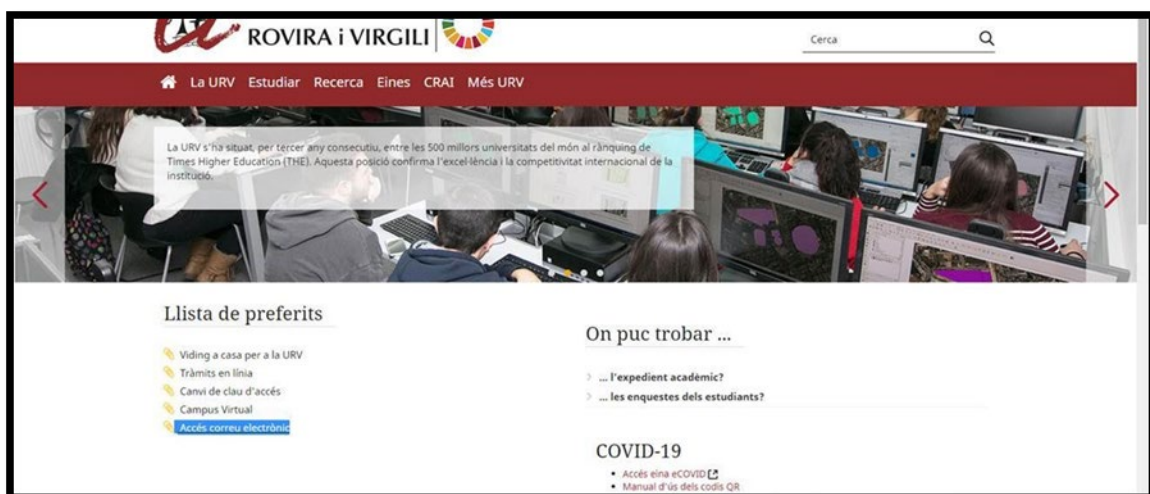 ROVIRA i VIRGILI
Cerca
La URV Estudiar Recerca Eines CRAI Més URV
La URV s'ha situat, per tercer any consecutiu, entre les 500 millors universitats del món al rànquing de
Times Higher Education (THE). Aquesta posició confirma l'excel·lència i la competitivitat internacional de la
institució.
Llista de preferits
Viding a casa per a la URV
Tràmits en línia
Canvi de clau d'accés
Campus Virtual
Accés correu electrònic
On puc trobar ...
... l'expedient acadèmic?
... les enquestes dels estudiants?
COVID-19
Accés eina eCOVID
Manual d'ús dels codis QR